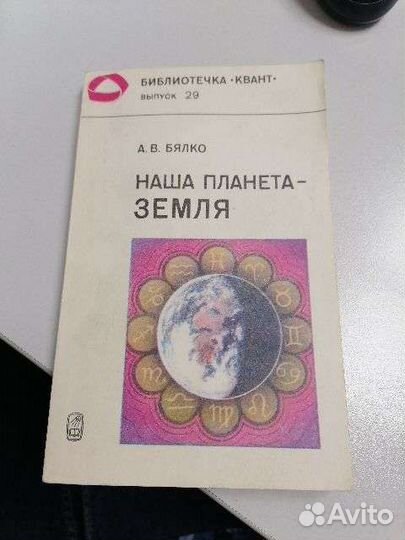 БИБЛИОТЕЧКА «КВАНТ»
ВЫПУСК 29
А. В. БЯЛКО
НАША ПЛАНЕТА –
ЗЕМЛЯ
Avito